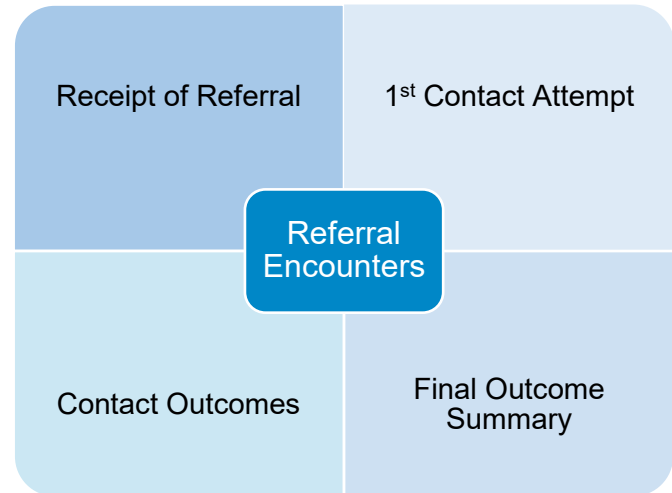 Receipt of Referral
1st Contact Attempt
Referral
Encounters
Contact Outcomes
Final Outcome
Summary